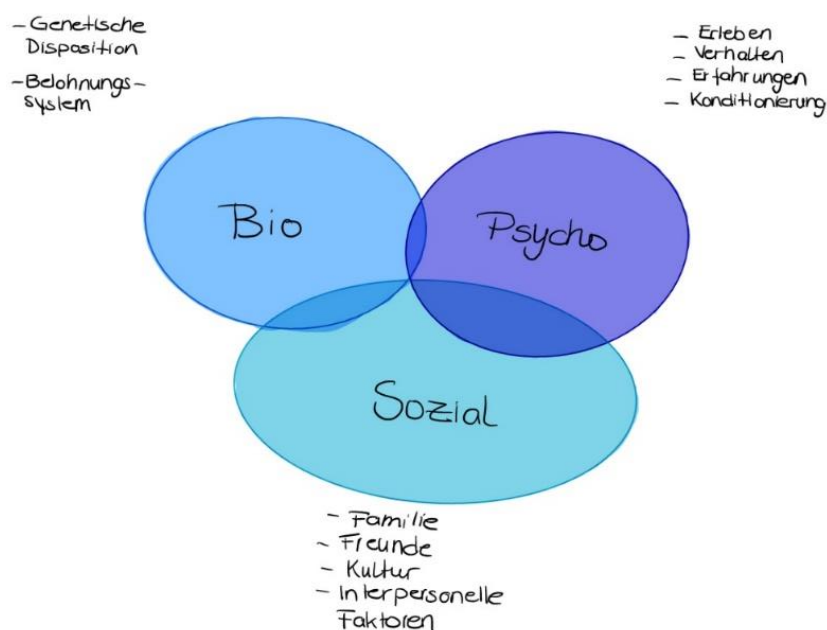 - Genetische
Disposition
- Belohnungs-
system
- Erleben
- Verhalten
- Erfahrungen
- Konditionierung
Bio
Psycho
Sozial
- Familie
- Freunde
- Kultur
- Interpersonelle
Faktoren